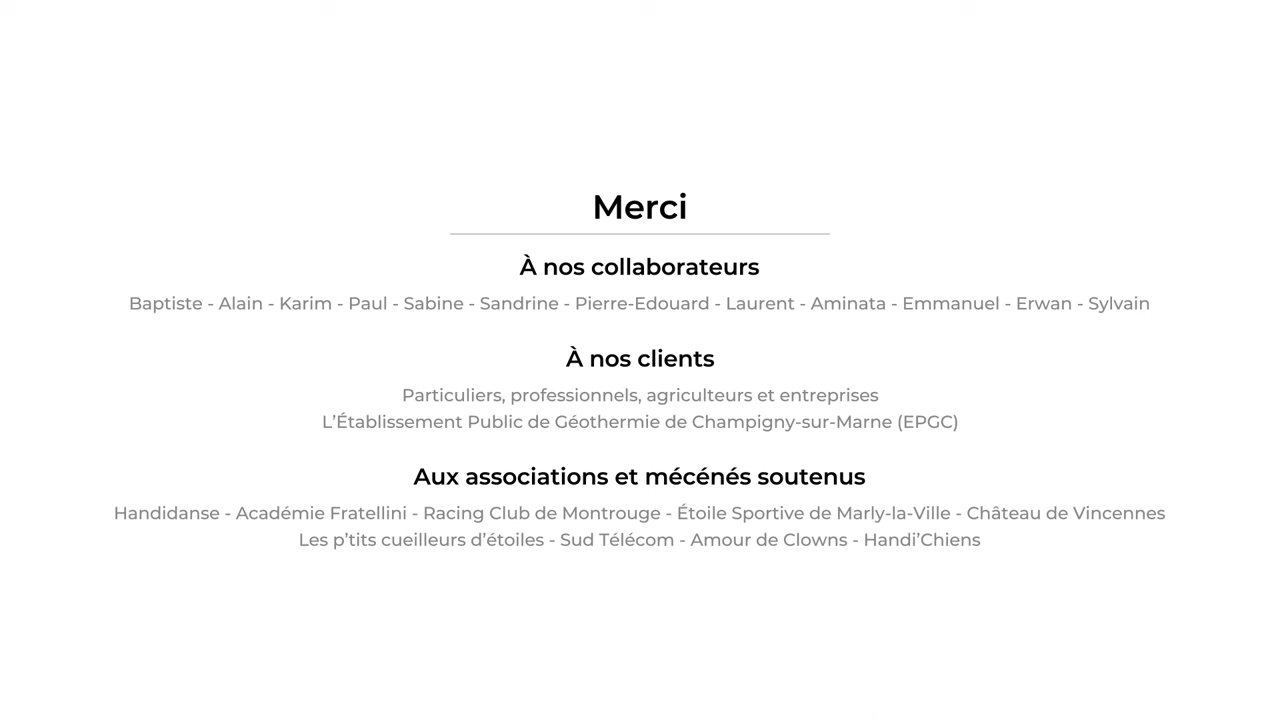 Merci
À nos collaborateurs
Baptiste - Alain - Karim - Paul - Sabine - Sandrine - Pierre-Edouard - Laurent - Aminata - Emmanuel - Erwan - Sylvain
À nos clients
Particuliers, professionnels, agriculteurs et entreprises
L’Établissement Public de Géothermie de Champigny-sur-Marne (EPGC)
Aux associations et mécénés soutenus
Handidanse - Académie Fratellini - Racing Club de Montrouge - Étoile Sportive de Marly-la-Ville - Château de Vincennes
Les p’tits cueilleurs d’étoiles - Sud Télécom - Amour de Clowns - Handi’Chiens